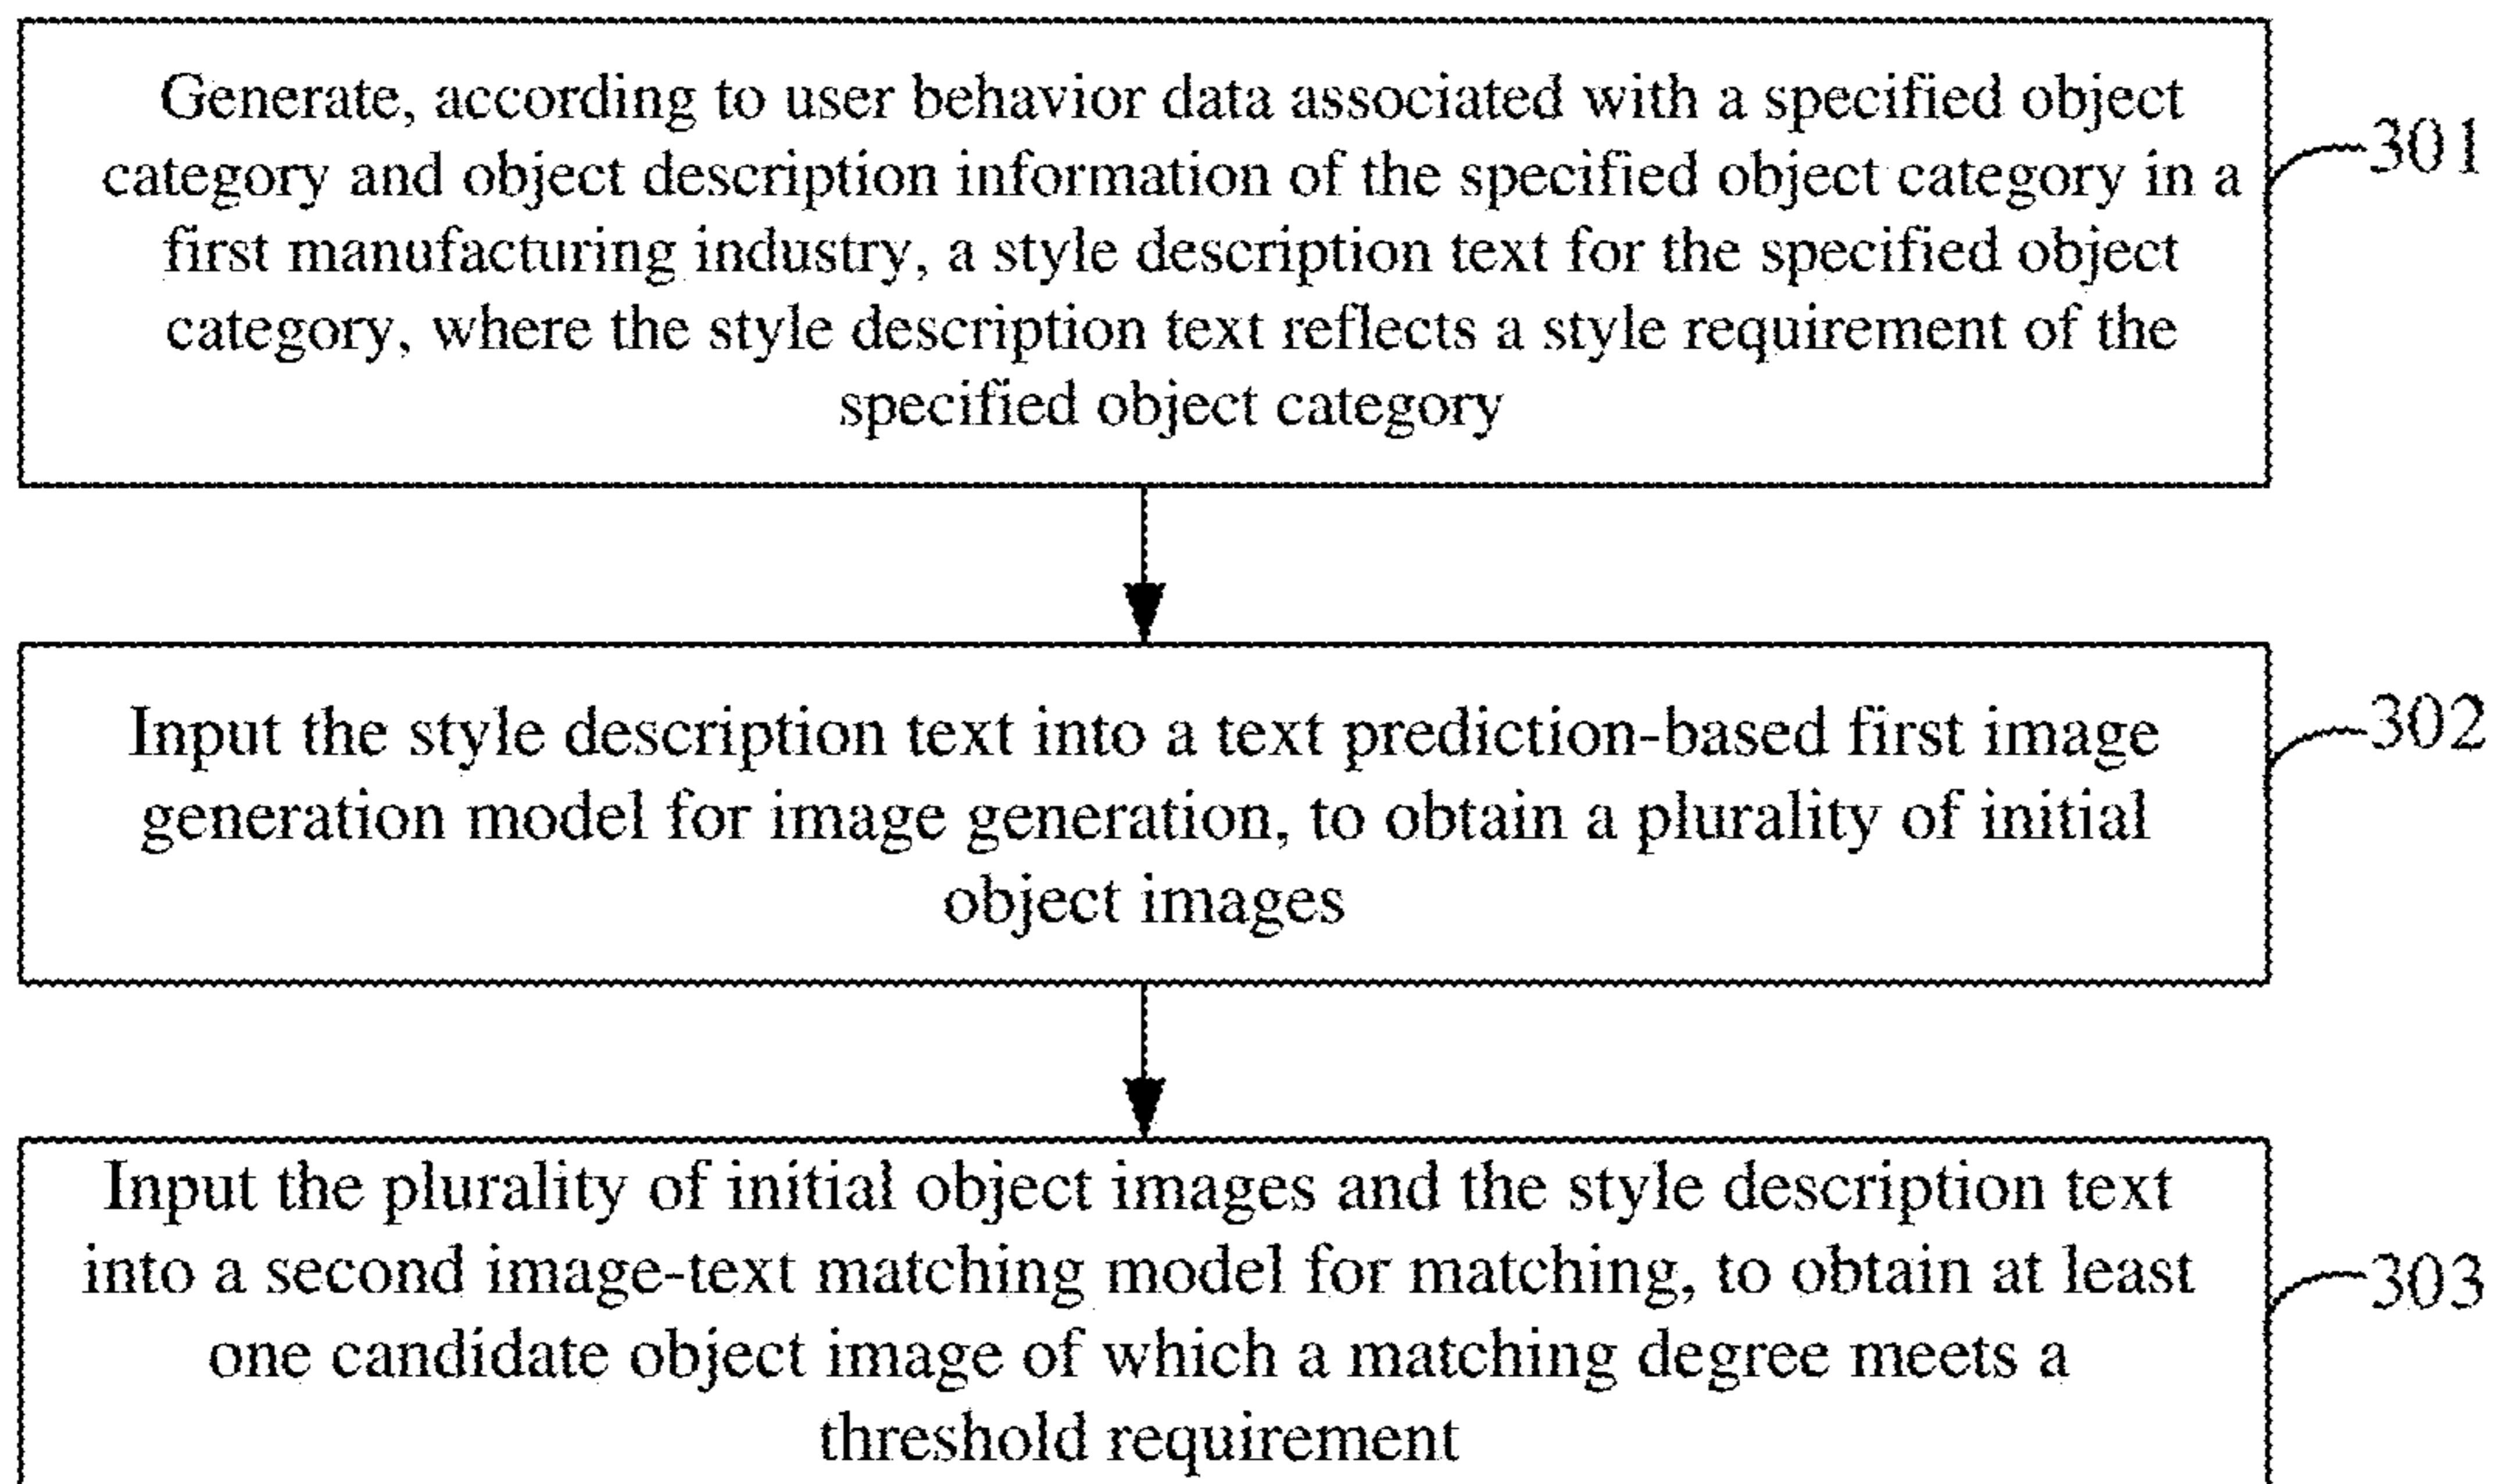 Generate, according to user behavior data associated with a specified object
category and object description information of the specified object category in a
first manufacturing industry, a style description text for the specified object
category, where the style description text reflects a style requirement of the
specified object category
301
Input the style description text into a text prediction-based first image
generation model for image generation, to obtain a plurality of initial
object images
302
Input the plurality of initial object images and the style description text
into a second image-text matching model for matching, to obtain at least
one candidate object image of which a matching degree meets a
threshold requirement
303